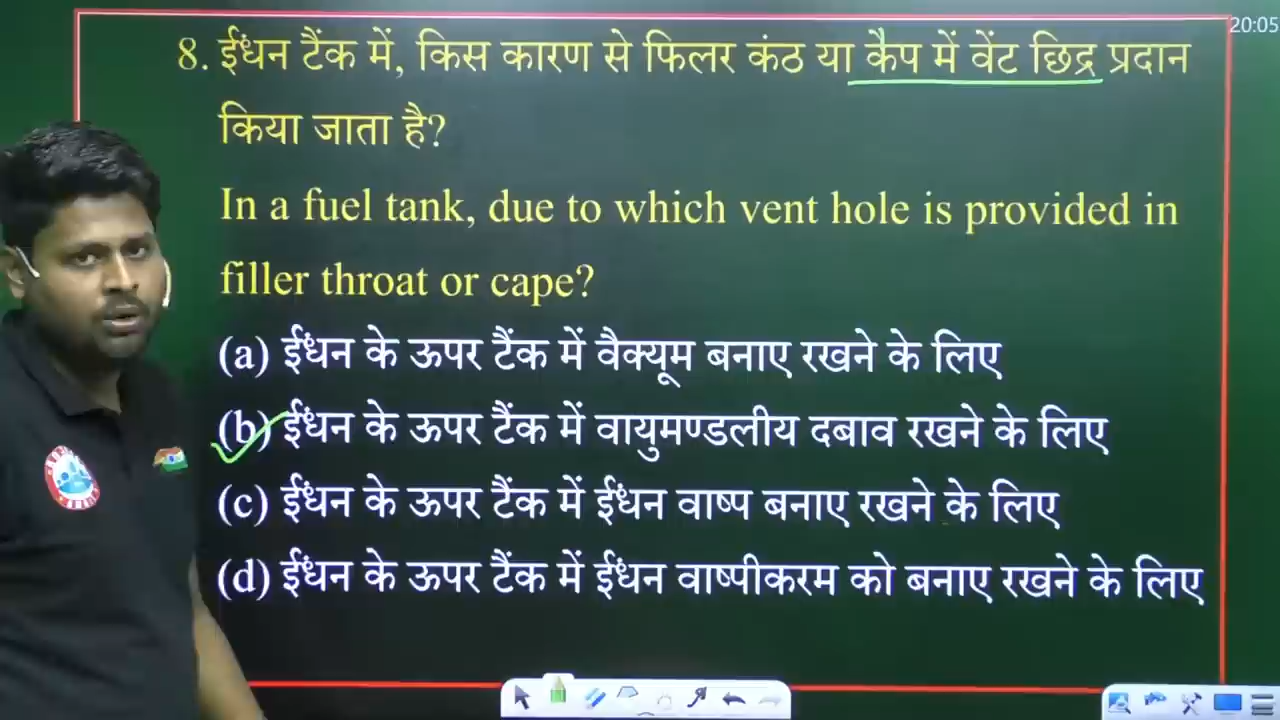 20:05
8. ईंधन टैंक में, किस कारण से फिलर कंठ या कैप में वेंट छिद्र प्रदान
किया जाता है?
In a fuel tank, due to which vent hole is provided in
filler throat or cape?
(a) ईंधन के ऊपर टैंक में वैक्यूम बनाए रखने के लिए
(b) ईंधन के ऊपर टैंक में वायुमण्डलीय दबाव रखने के लिए
(c) ईंधन के ऊपर टैंक में ईंधन वाष्प बनाए रखने के लिए
(d) ईंधन के ऊपर टैंक में ईंधन वाष्पीकरम को बनाए रखने के लिए